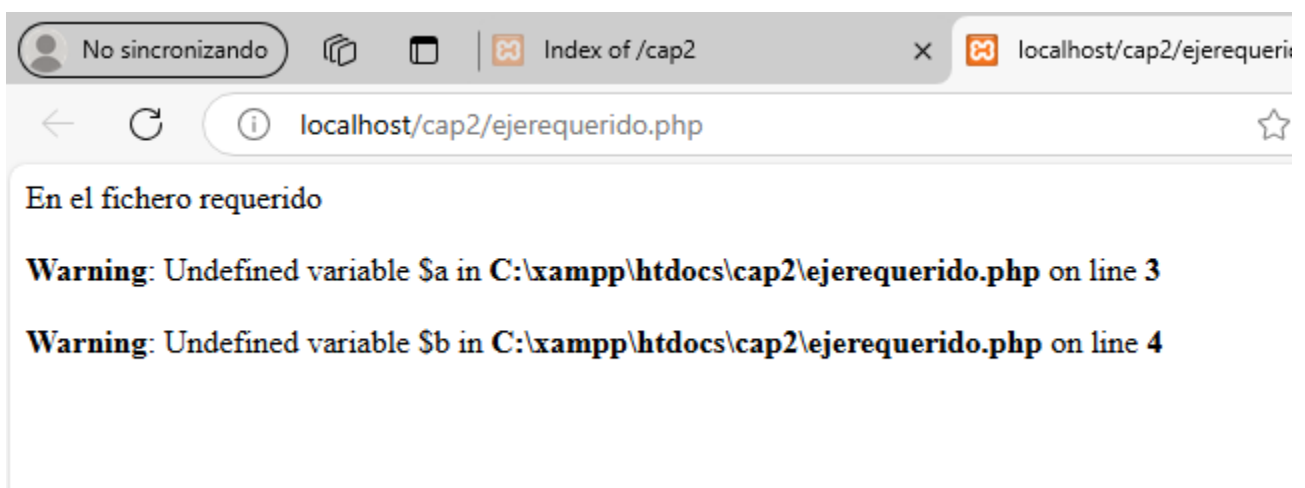 No sincronizando
Index of /cap2
localhost/cap2/ejerequeri
localhost/cap2/ejerequerido.php
En el fichero requerido
Warning: Undefined variable $a in C:\xampp\htdocs\cap2\ejerequerido.php on line 3
Warning: Undefined variable $b in C:\xampp\htdocs\cap2\ejerequerido.php on line 4